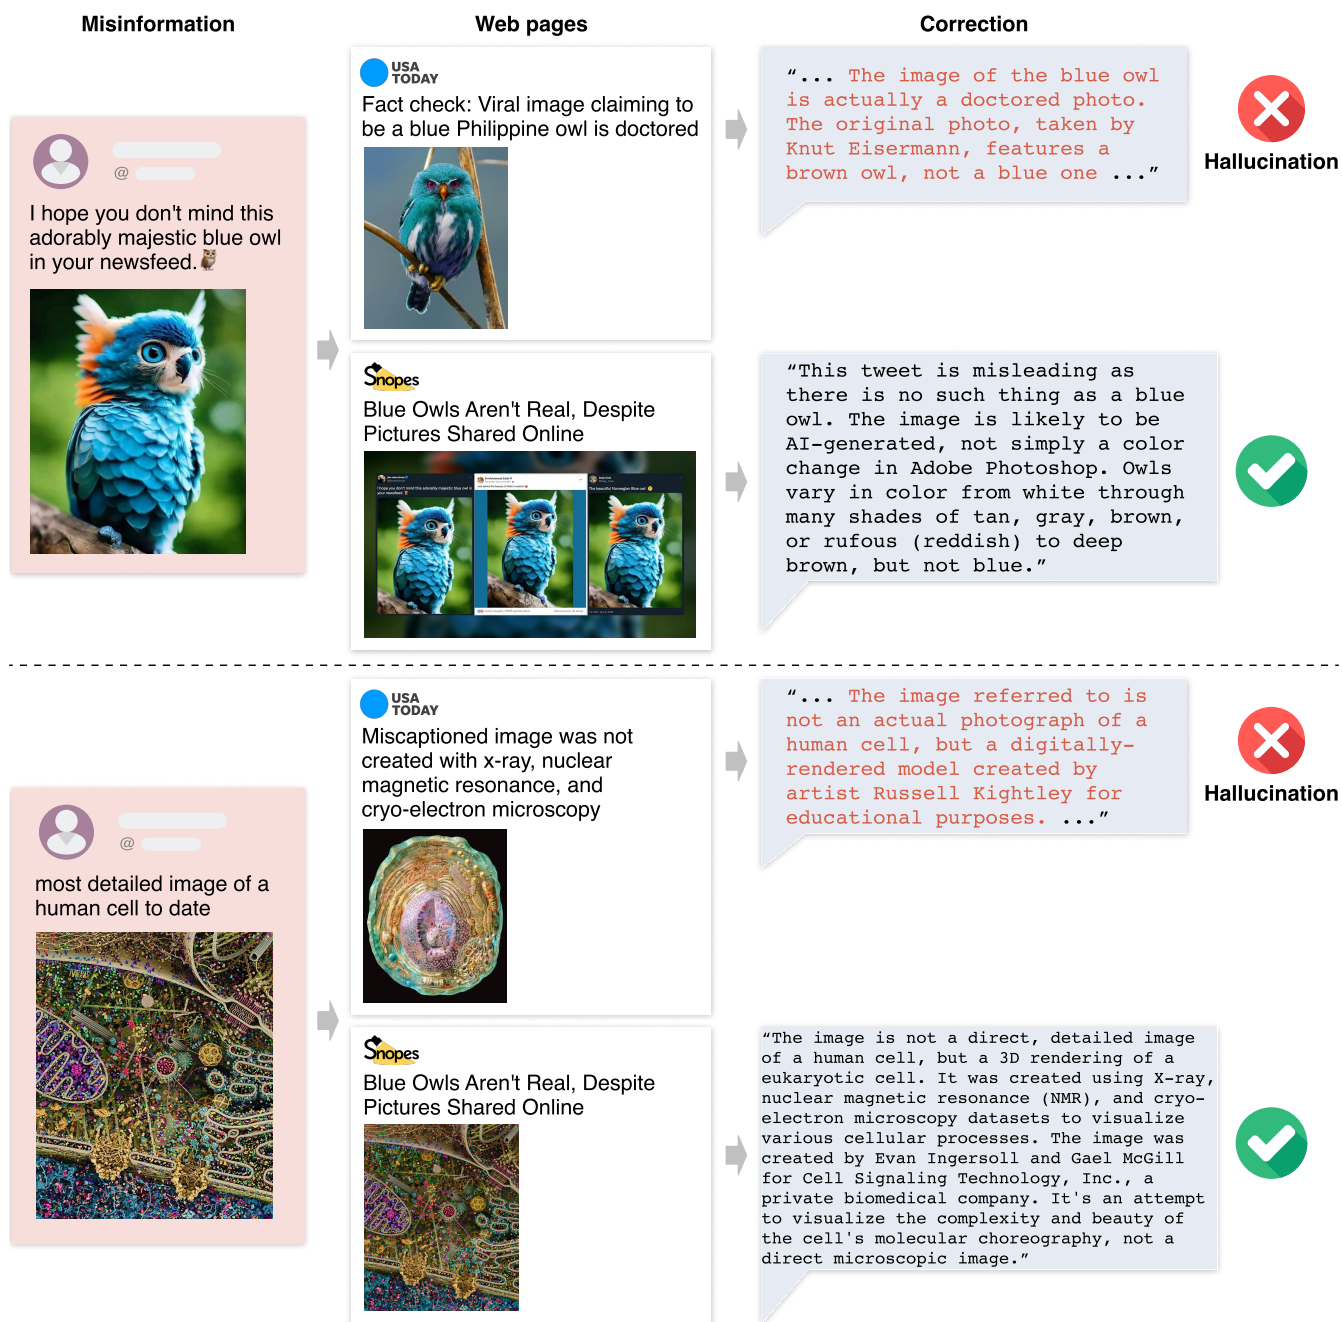 Misinformation
Web pages
Correction
@
I hope you don't mind this
adorably majestic blue owl
in your newsfeed.🦉
USA
TODAY
Fact check: Viral image claiming to
be a blue Philippine owl is doctored
“... The image of the blue owl
is actually a doctored photo.
The original photo, taken by
Knut Eisermann, features a
brown owl, not a blue one ...”
Hallucination
Snopes
Blue Owls Aren't Real, Despite
Pictures Shared Online
I hope you don't mind this adorably majestic blue owl in
your newsfeed.
“This tweet is misleading as
there is no such thing as a blue
owl. The image is likely to be
AI-generated, not simply a color
change in Adobe Photoshop. Owls
vary in color from white through
many shades of tan, gray, brown,
or rufous (reddish) to deep
brown, but not blue.”
@
most detailed image of a
human cell to date
USA
TODAY
Miscaptioned image was not
created with x-ray, nuclear
magnetic resonance, and
cryo-electron microscopy
“... The image referred to is
not an actual photograph of a
human cell, but a digitally-
rendered model created by
artist Russell Kightley for
educational purposes. ...”
Hallucination
Snopes
Blue Owls Aren't Real, Despite
Pictures Shared Online
“The image is not a direct, detailed image
of a human cell, but a 3D rendering of a
eukaryotic cell. It was created using X-ray,
nuclear magnetic resonance (NMR), and cryo-
electron microscopy datasets to visualize
various cellular processes. The image was
created by Evan Ingersoll and Gael McGill
for Cell Signaling Technology, Inc., a
private biomedical company. It's an attempt
to visualize the complexity and beauty of
the cell's molecular choreography, not a
direct microscopic image.”